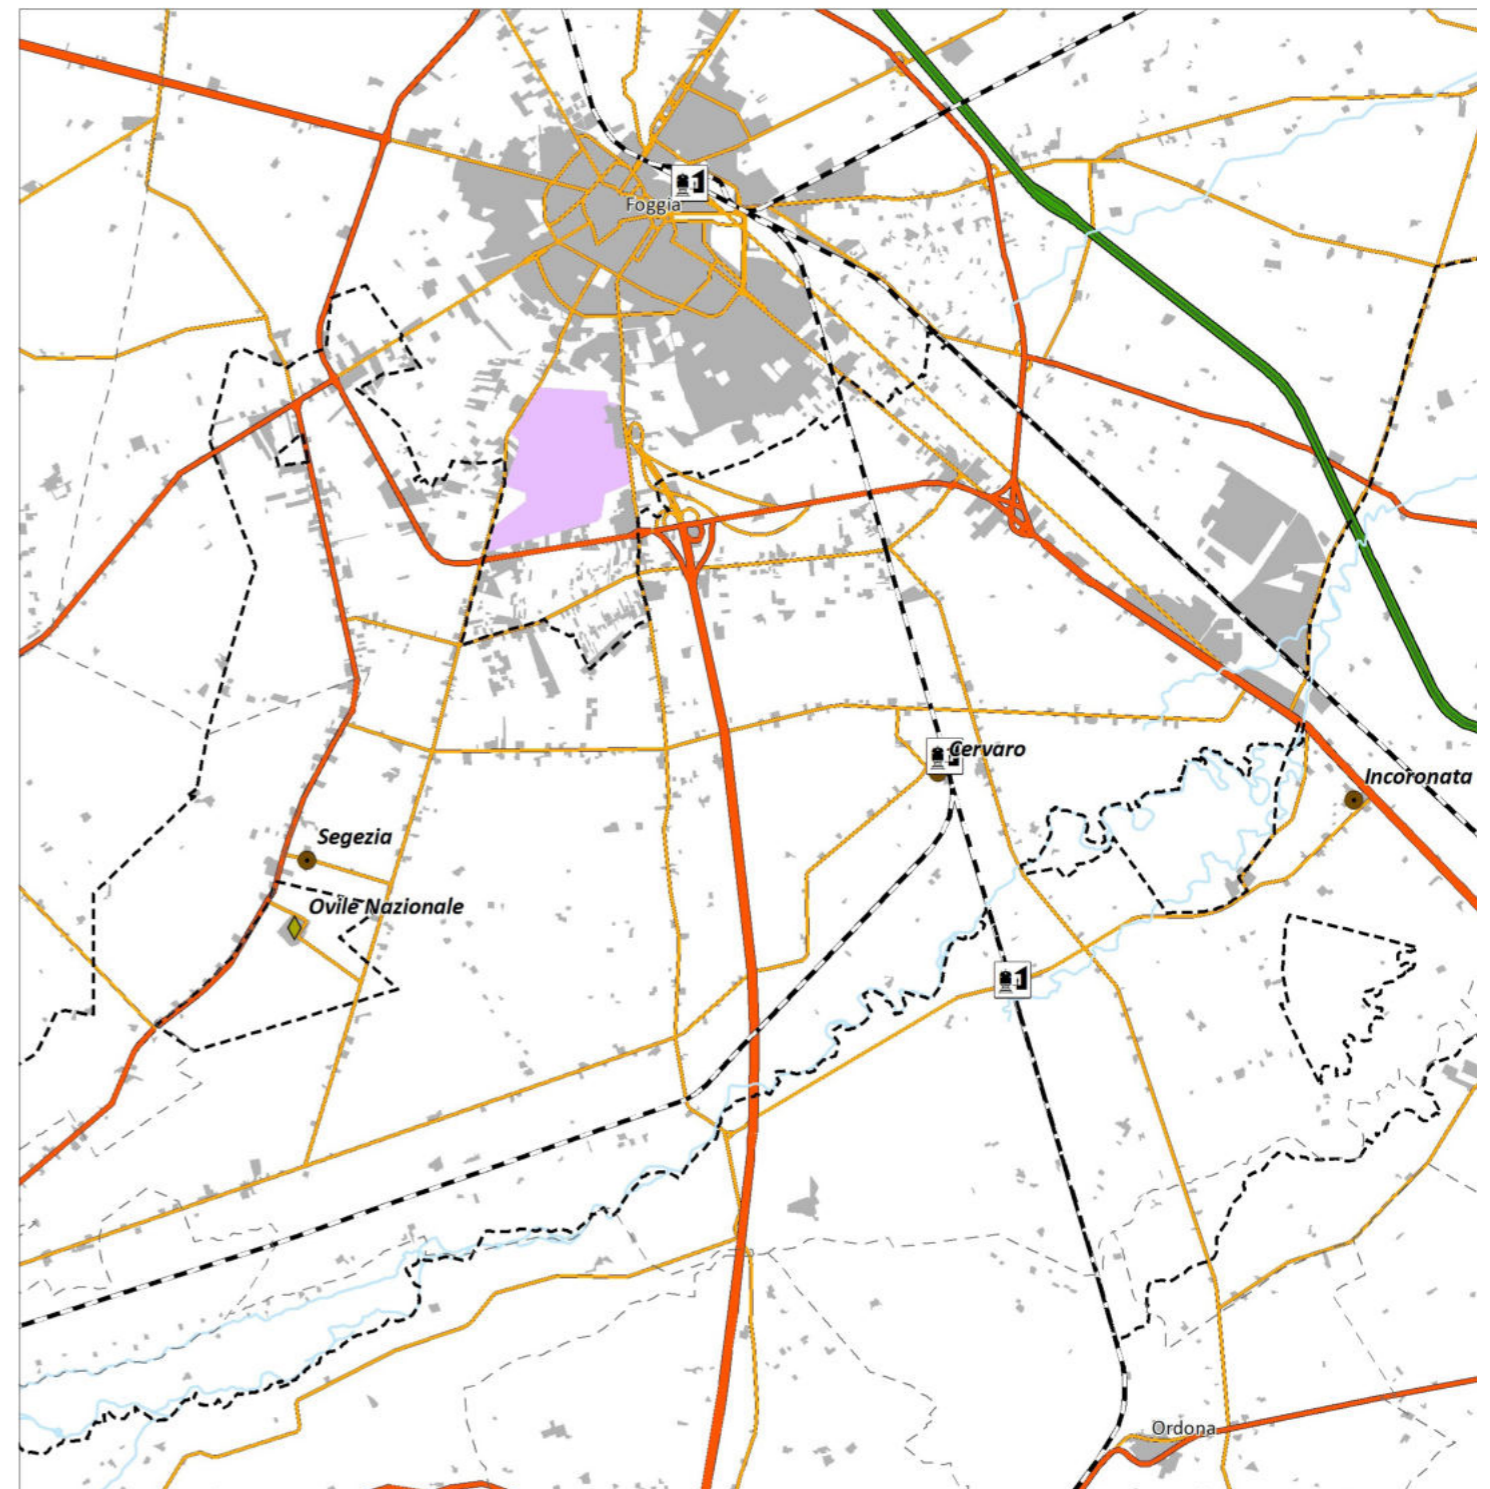 Foggia
Cervaro
Incoronata
Segezia
Ovile Nazionale
Ordona